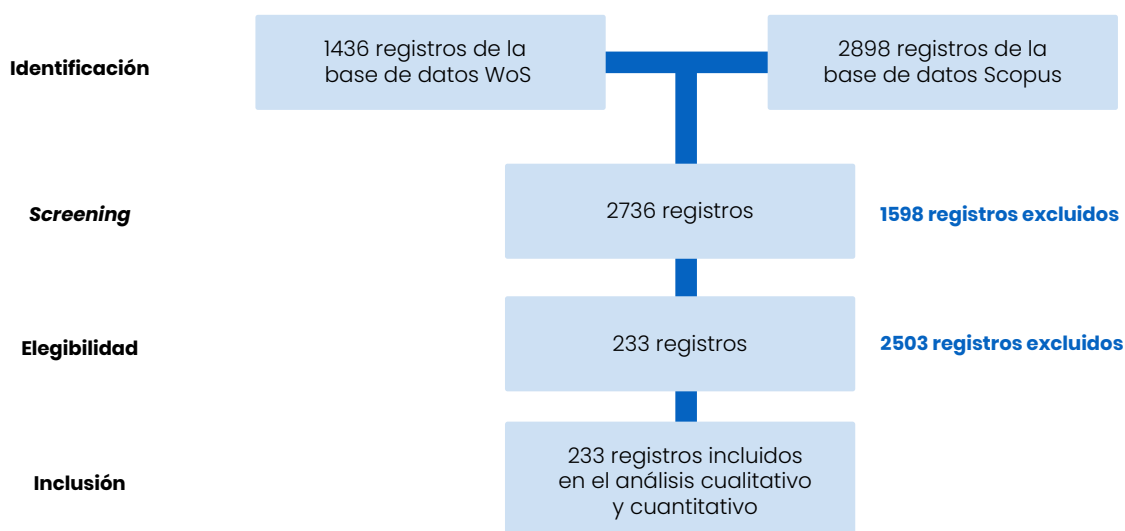 Identificación
1436 registros de la
base de datos WoS
2898 registros de la
base de datos Scopus
Screening
2736 registros
1598 registros excluidos
Elegibilidad
233 registros
2503 registros excluidos
Inclusión
233 registros incluidos
en el análisis cualitativo
y cuantitativo